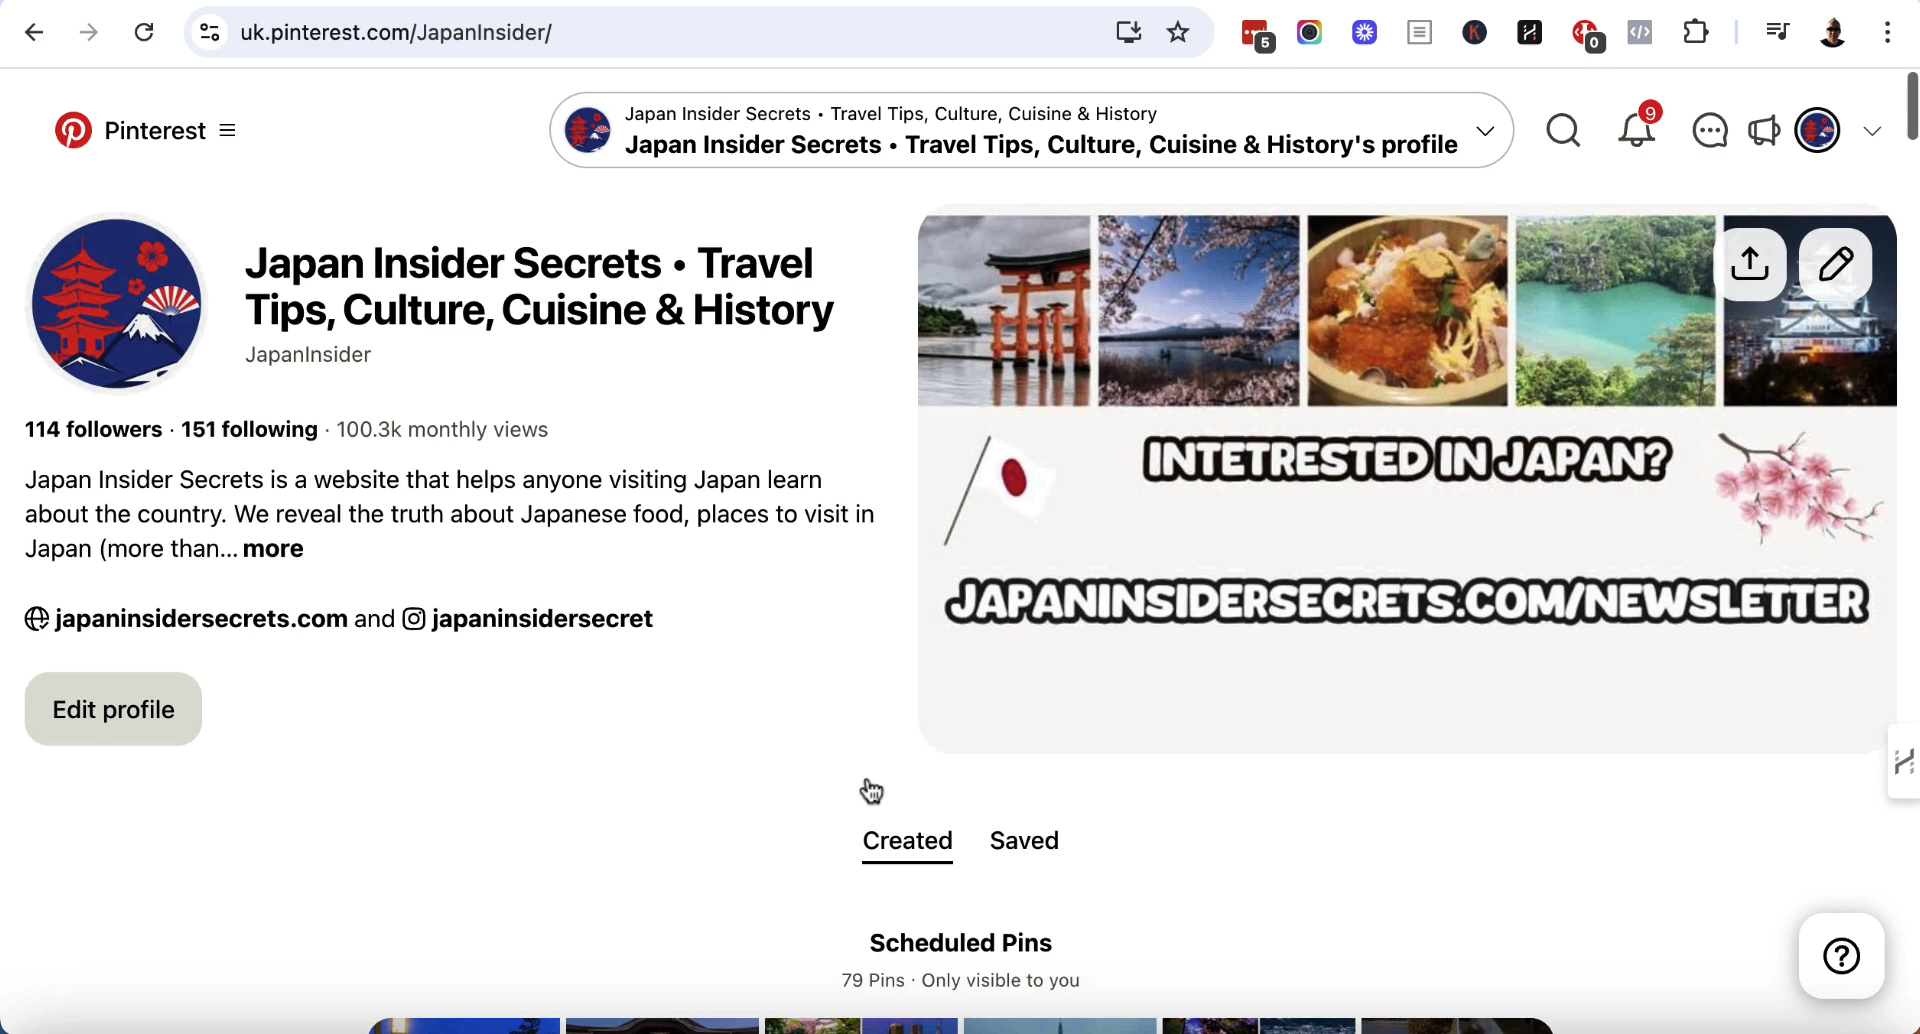 uk.pinterest.com/JapanInsider/
5
0
Pinterest
Japan Insider Secrets • Travel Tips, Culture, Cuisine & History
Japan Insider Secrets • Travel Tips, Culture, Cuisine & History's profile
9
Japan Insider Secrets • Travel
Tips, Culture, Cuisine & History
JapanInsider
114 followers · 151 following · 100.3k monthly views
Japan Insider Secrets is a website that helps anyone visiting Japan learn
about the country. We reveal the truth about Japanese food, places to visit in
Japan (more than... more
japaninsidersecrets.com and japaninsidersecret
Edit profile
INTETRESTED IN JAPAN?
JAPANINSIDERSECRETS.COM/NEWSLETTER
Created Saved
Scheduled Pins
79 Pins · Only visible to you